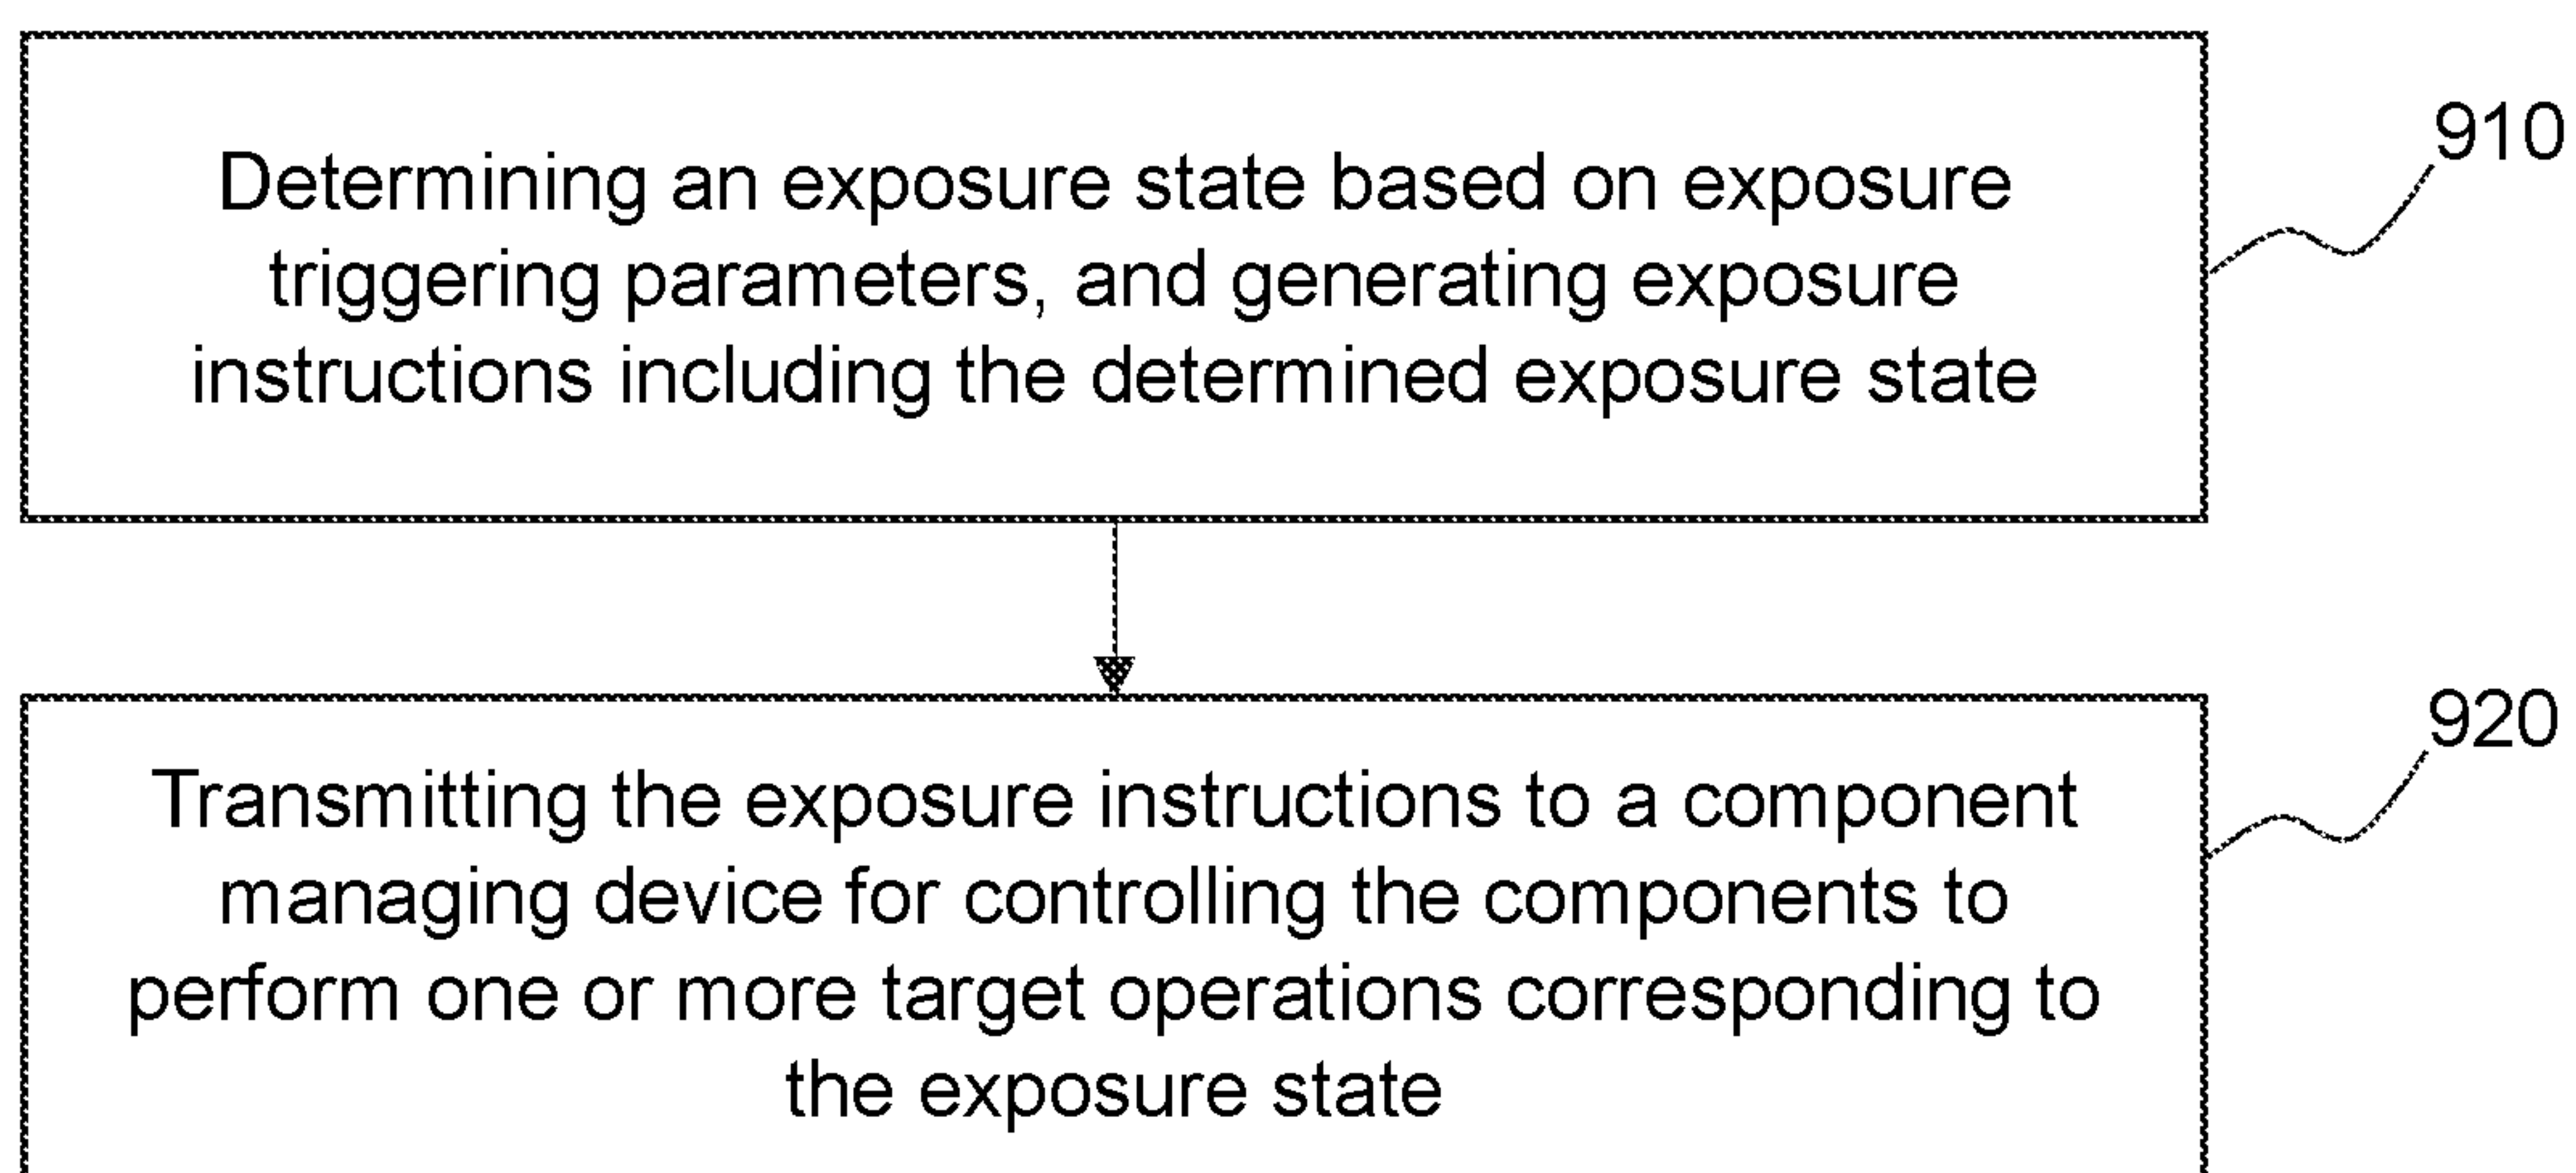 Determining an exposure state based on exposure
triggering parameters, and generating exposure
instructions including the determined exposure state
910
Transmitting the exposure instructions to a component
managing device for controlling the components to
perform one or more target operations corresponding to
the exposure state
920